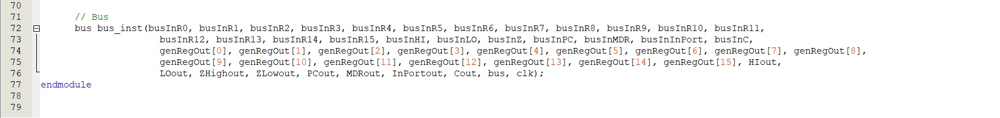 70
71 // Bus
72 bus bus_inst(busInR0, busInR1, busInR2, busInR3, busInR4, busInR5, busInR6, busInR7, busInR8, busInR9, busInR10, busInR11,
73 busInR12, busInR13, busInR14, busInR15, busInHI, busInLO, busInZ, busInPC, busInMDR, busInInPort, busInC,
74 genRegOut[0], genRegOut[1], genRegOut[2], genRegOut[3], genRegOut[4], genRegOut[5], genRegOut[6], genRegOut[7], genRegOut[8],
75 genRegOut[9], genRegOut[10], genRegOut[11], genRegOut[12], genRegOut[13], genRegOut[14], genRegOut[15], HIout,
76 LOout, ZHighout, ZLowout, PCout, MDRout, InPortout, Cout, bus, clk);
77 endmodule
78
79